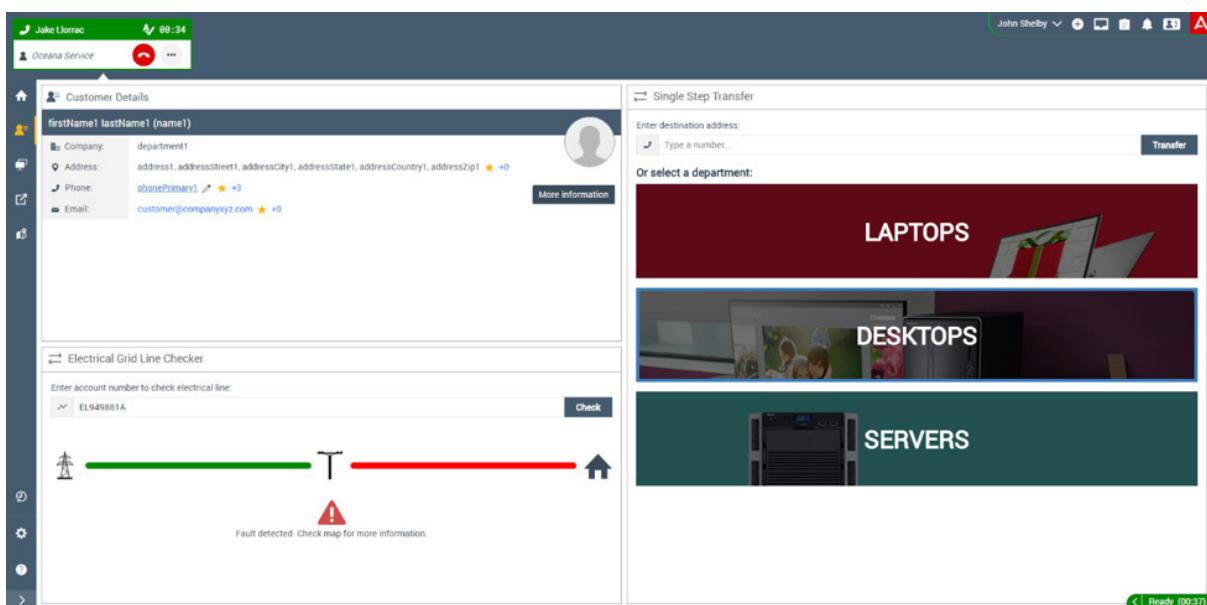 Jake Llorrac 00:34
Oceana Service
John Shelby
Customer Details
firstName1 lastName1 (name1)
Company: department1
Address: address1, addressStreet1, addressCity1, addressState1, addressCountry1, addressZip1 +0
Phone: phonePrimary1 +3
Email: customer@companyxyz.com +0
More information
Electrical Grid Line Checker
Enter account number to check electrical line:
EL949881A Check
Fault detected. Check map for more information.
Single Step Transfer
Enter destination address:
Type a number... Transfer
Or select a department:
LAPTOPS
DESKTOPS
SERVERS
Ready (00:37)